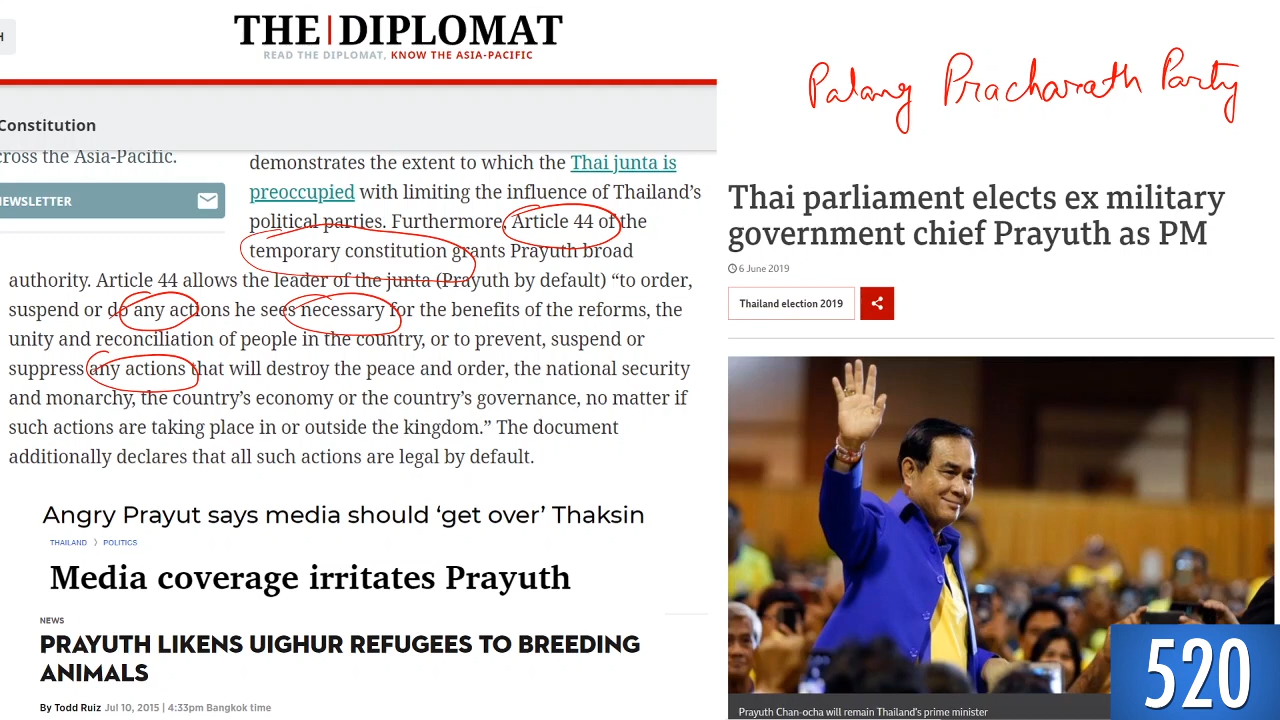 H
THE|DIPLOMAT
READ THE DIPLOMAT, KNOW THE ASIA-PACIFIC
Constitution
cross the Asia-Pacific.
NEWSLETTER
demonstrates the extent to which the Thai junta is
preoccupied with limiting the influence of Thailand's
political parties. Furthermore, Article 44 of the
temporary constitution grants Prayuth broad
authority. Article 44 allows the leader of the junta (Prayuth by default) "to order,
suspend or do any actions he sees necessary for the benefits of the reforms, the
unity and reconciliation of people in the country, or to prevent, suspend or
suppress any actions that will destroy the peace and order, the national security
and monarchy, the country's economy or the country's governance, no matter if
such actions are taking place in or outside the kingdom." The document
additionally declares that all such actions are legal by default.
Angry Prayut says media should 'get over' Thaksin
THAILAND > POLITICS
Media coverage irritates Prayuth
NEWS
PRAYUTH LIKENS UIGHUR REFUGEES TO BREEDING
ANIMALS
By Todd Ruiz Jul 10, 2015 | 4:33pm Bangkok time
Palang Pracharath Party
Thai parliament elects ex military
government chief Prayuth as PM
6 June 2019
Thailand election 2019
Prayuth Chan-ocha will remain Thailand's prime minister
520